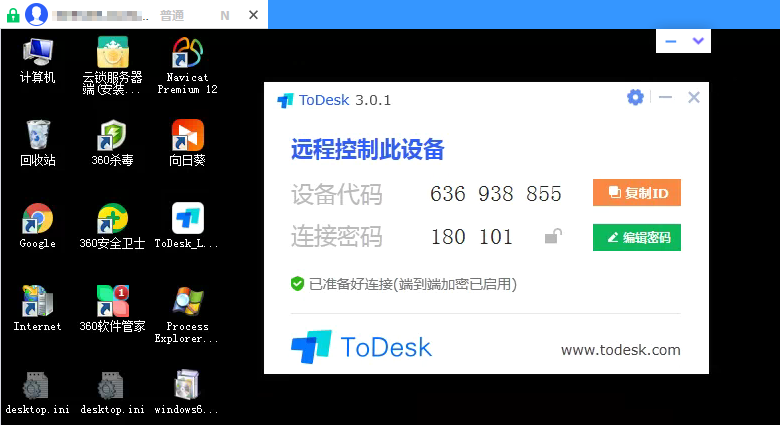 普通
N
计算机
云锁服务器
端(安装...
Navicat
Premium 12
回收站
360杀毒
向日葵
Google
360安全卫士
ToDesk_L...
Internet
1
360软件管家
Process
Explorer...
desktop.ini
desktop.ini
windows6...
ToDesk 3.0.1
远程控制此设备
设备代码 636 938 855 复制ID
连接密码 180 101 编辑密码
已准备好连接(端到端加密已启用)
ToDesk
www.todesk.com